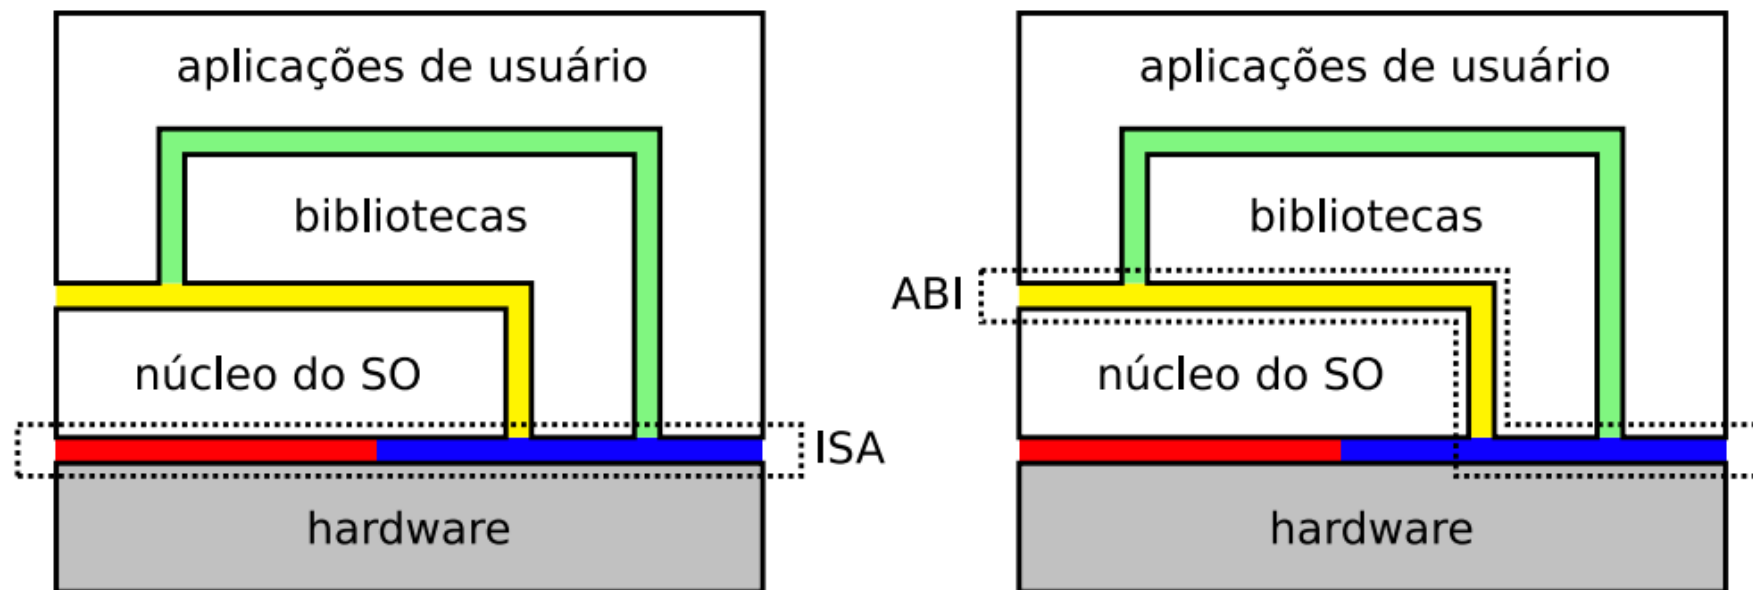 aplicações de usuário
bibliotecas
núcleo do SO
ISA
hardware
aplicações de usuário
bibliotecas
ABI
núcleo do SO
hardware